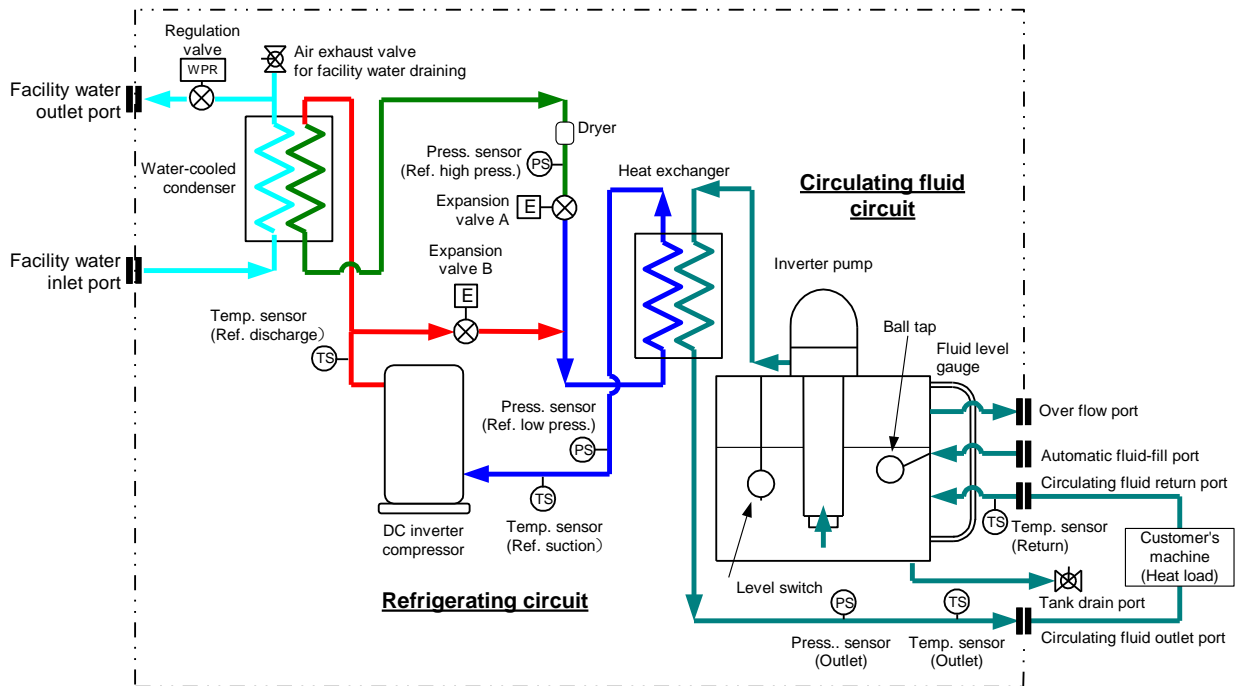 Regulation
valve
WPR
Air exhaust valve
for facility water draining
Facility water
outlet port
Water-cooled
condenser
Facility water
inlet port
Dryer
Press. sensor
(Ref. high press.)
PS
Expansion
valve A
E
Expansion
valve B
E
Temp. sensor
(Ref. discharge)
TS
Heat exchanger
Circulating fluid
circuit
Inverter pump
Ball tap
Fluid level
gauge
Press. sensor
(Ref. low press.)
PS
TS
Temp. sensor
(Ref. suction)
DC inverter
compressor
Refrigerating circuit
Level switch
Over flow port
Automatic fluid-fill port
Circulating fluid return port
TS
Temp. sensor
(Return)
Customer's
machine
(Heat load)
Tank drain port
PS
Press.. sensor
(Outlet)
TS
Temp. sensor
(Outlet)
Circulating fluid outlet port